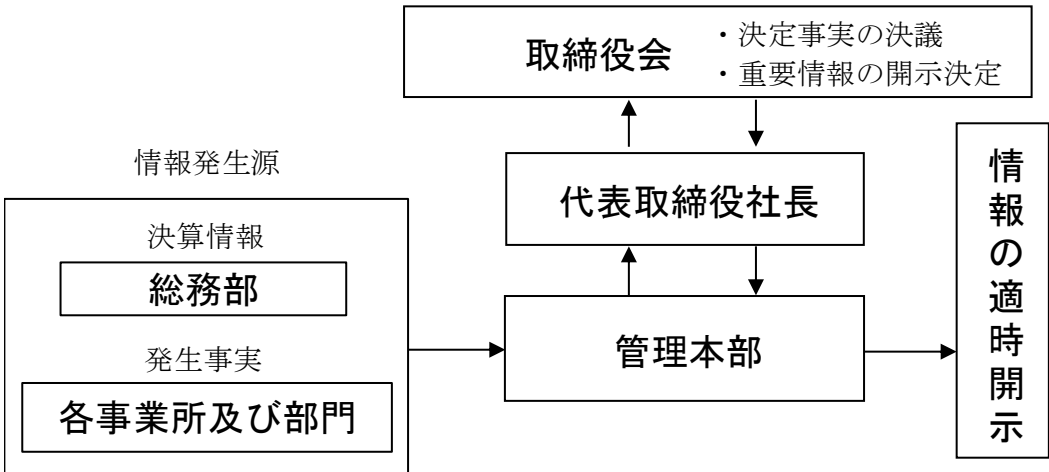 取締役会
・決定事実の決議
・重要情報の開示決定
情報発生源
代表取締役社長
決算情報
総務部
管理本部
発生事実
各事業所及び部門
情報の適時開示